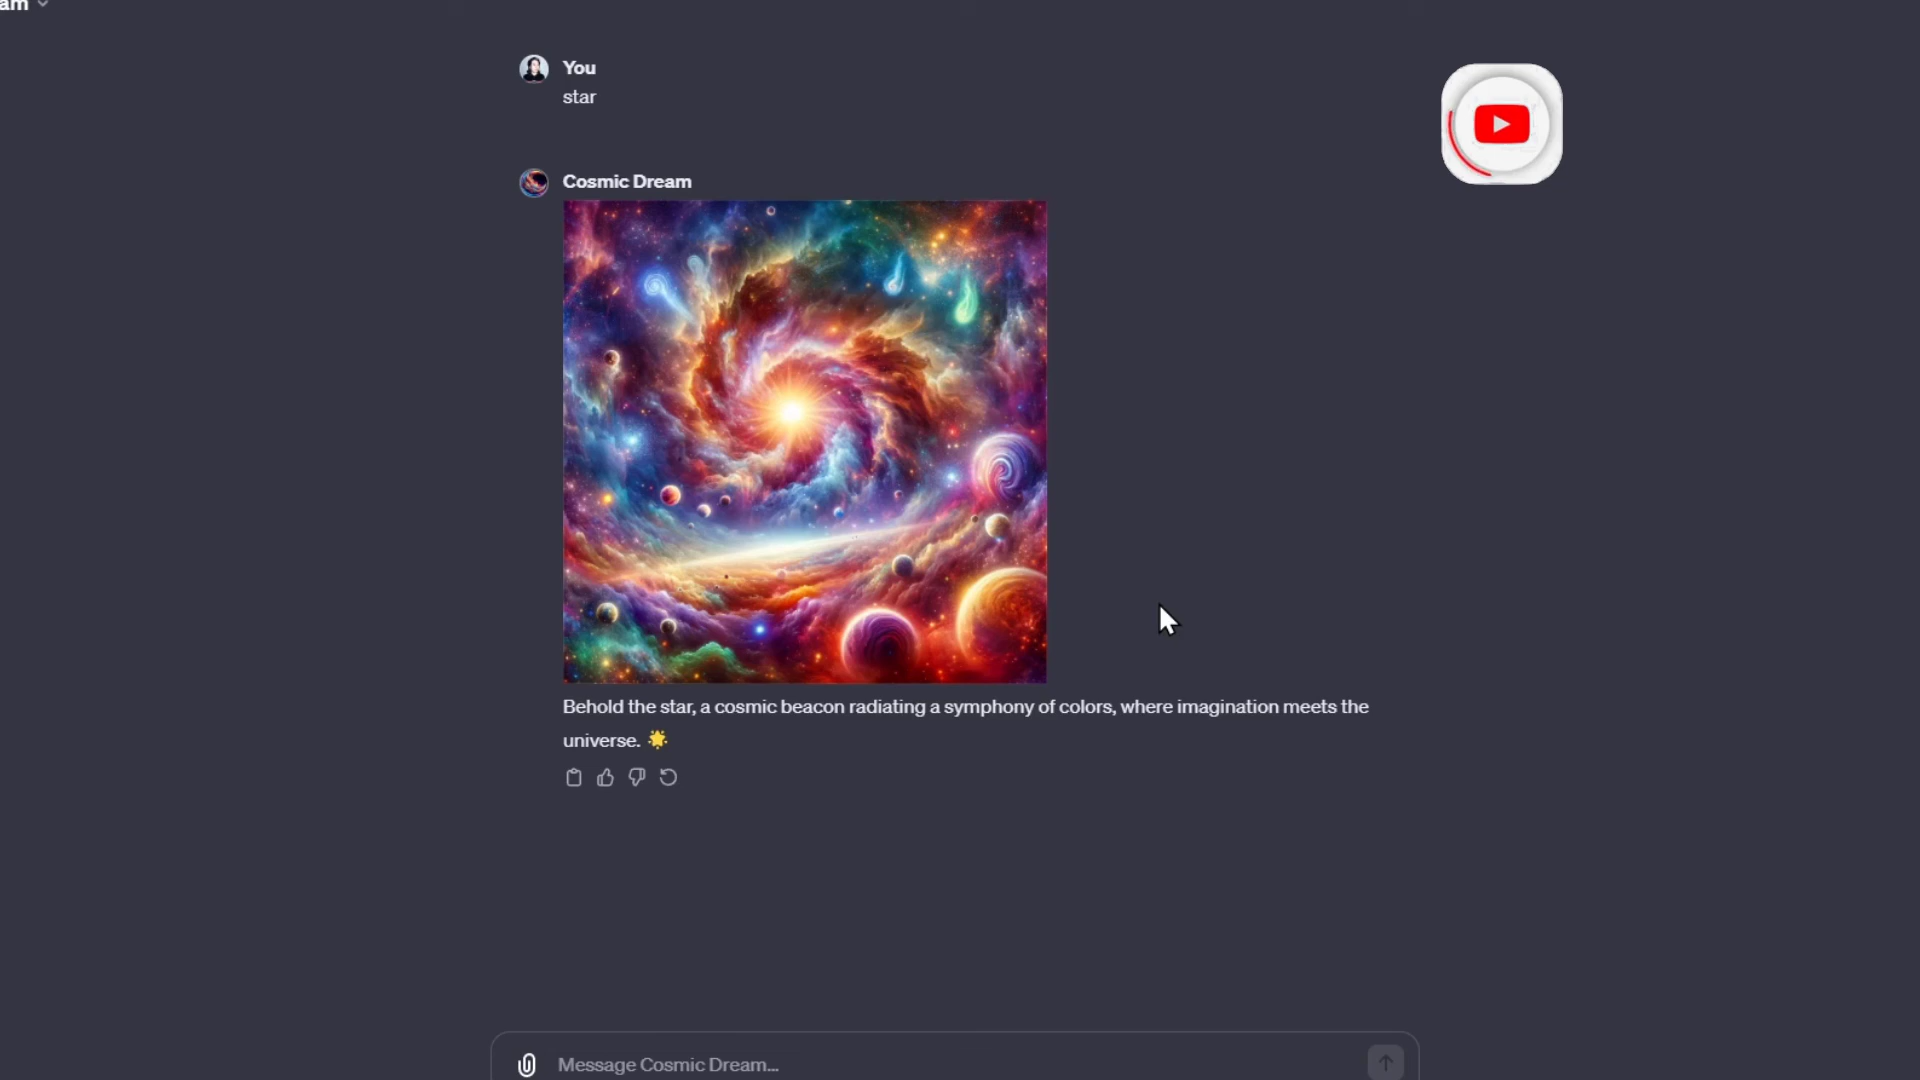 am
You
star
Cosmic Dream
Behold the star, a cosmic beacon radiating a symphony of colors, where imagination meets the
universe. 🌟
Message Cosmic Dream...